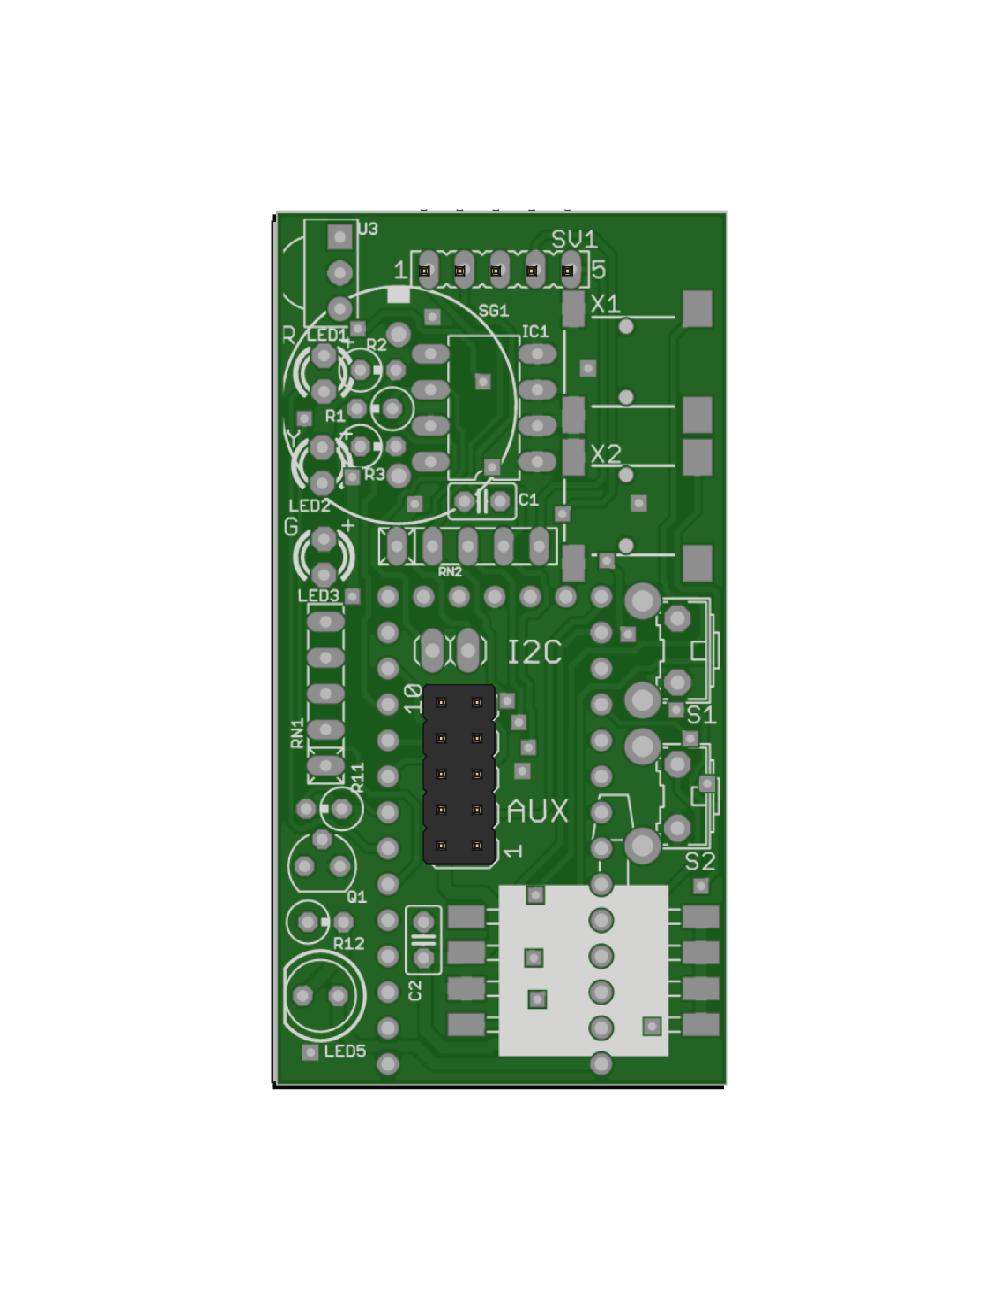 U3
SV1
1
5
SG1
X1
R
LED1
+
R2
IC1
R1
Y
+
X2
R3
LED2
C1
G
+
RN2
LED3
I2C
10
S1
RN1
R11
AUX
1
S2
Q1
R12
C2
LED5